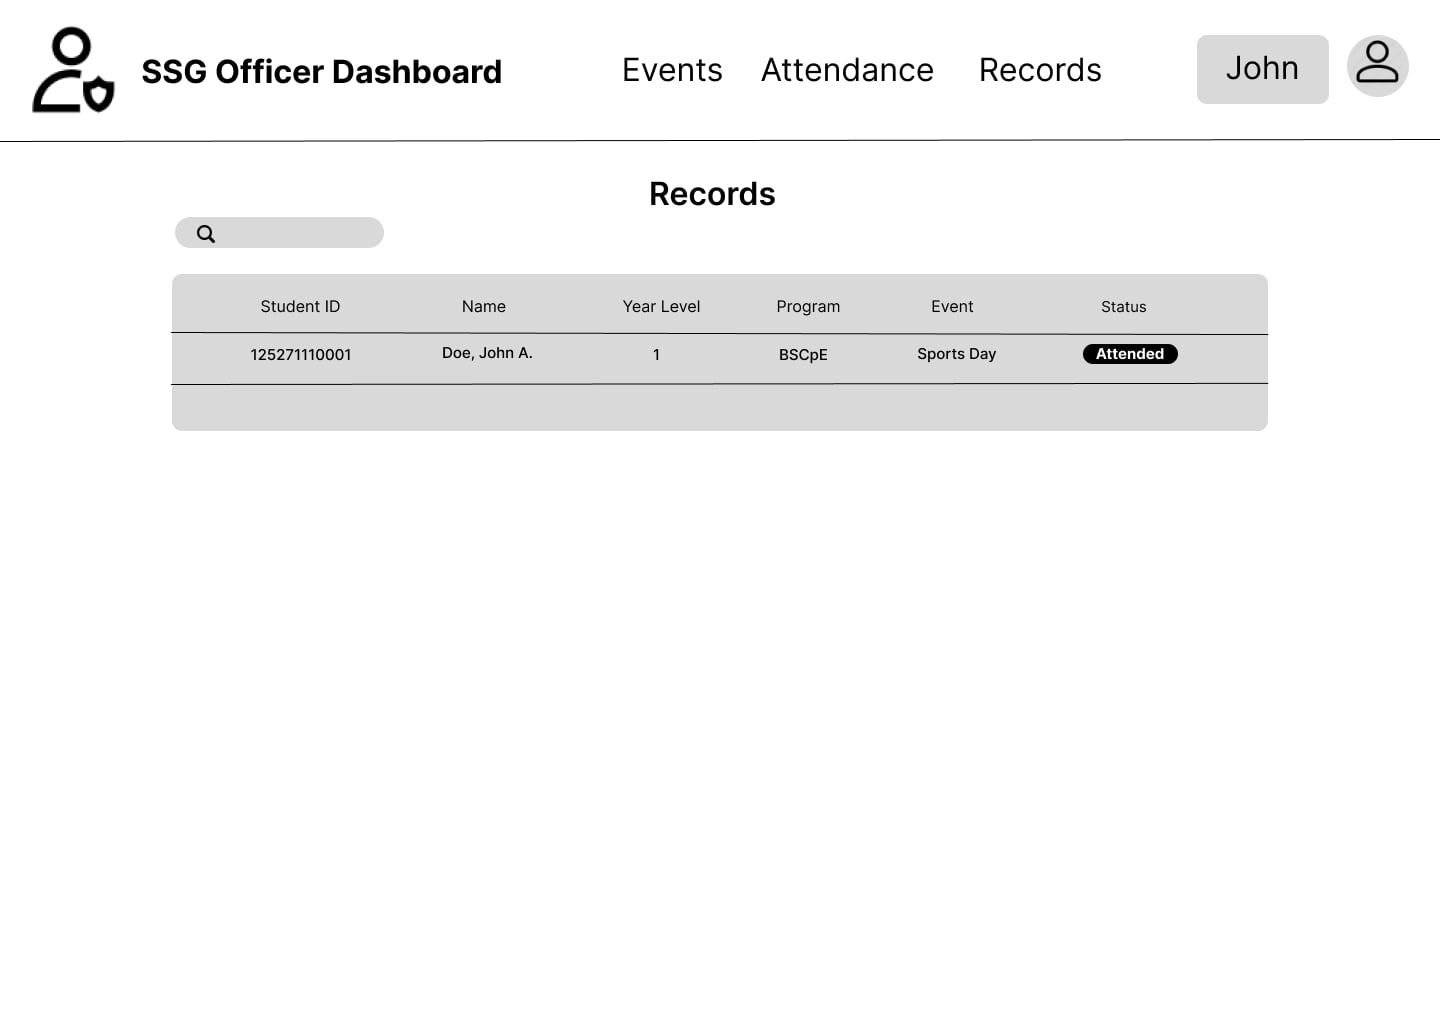 SSG Officer Dashboard Events Attendance Records John
Records
Student ID Name Year Level Program Event Status
125271110001 Doe, John A. 1 BSCpE Sports Day Attended